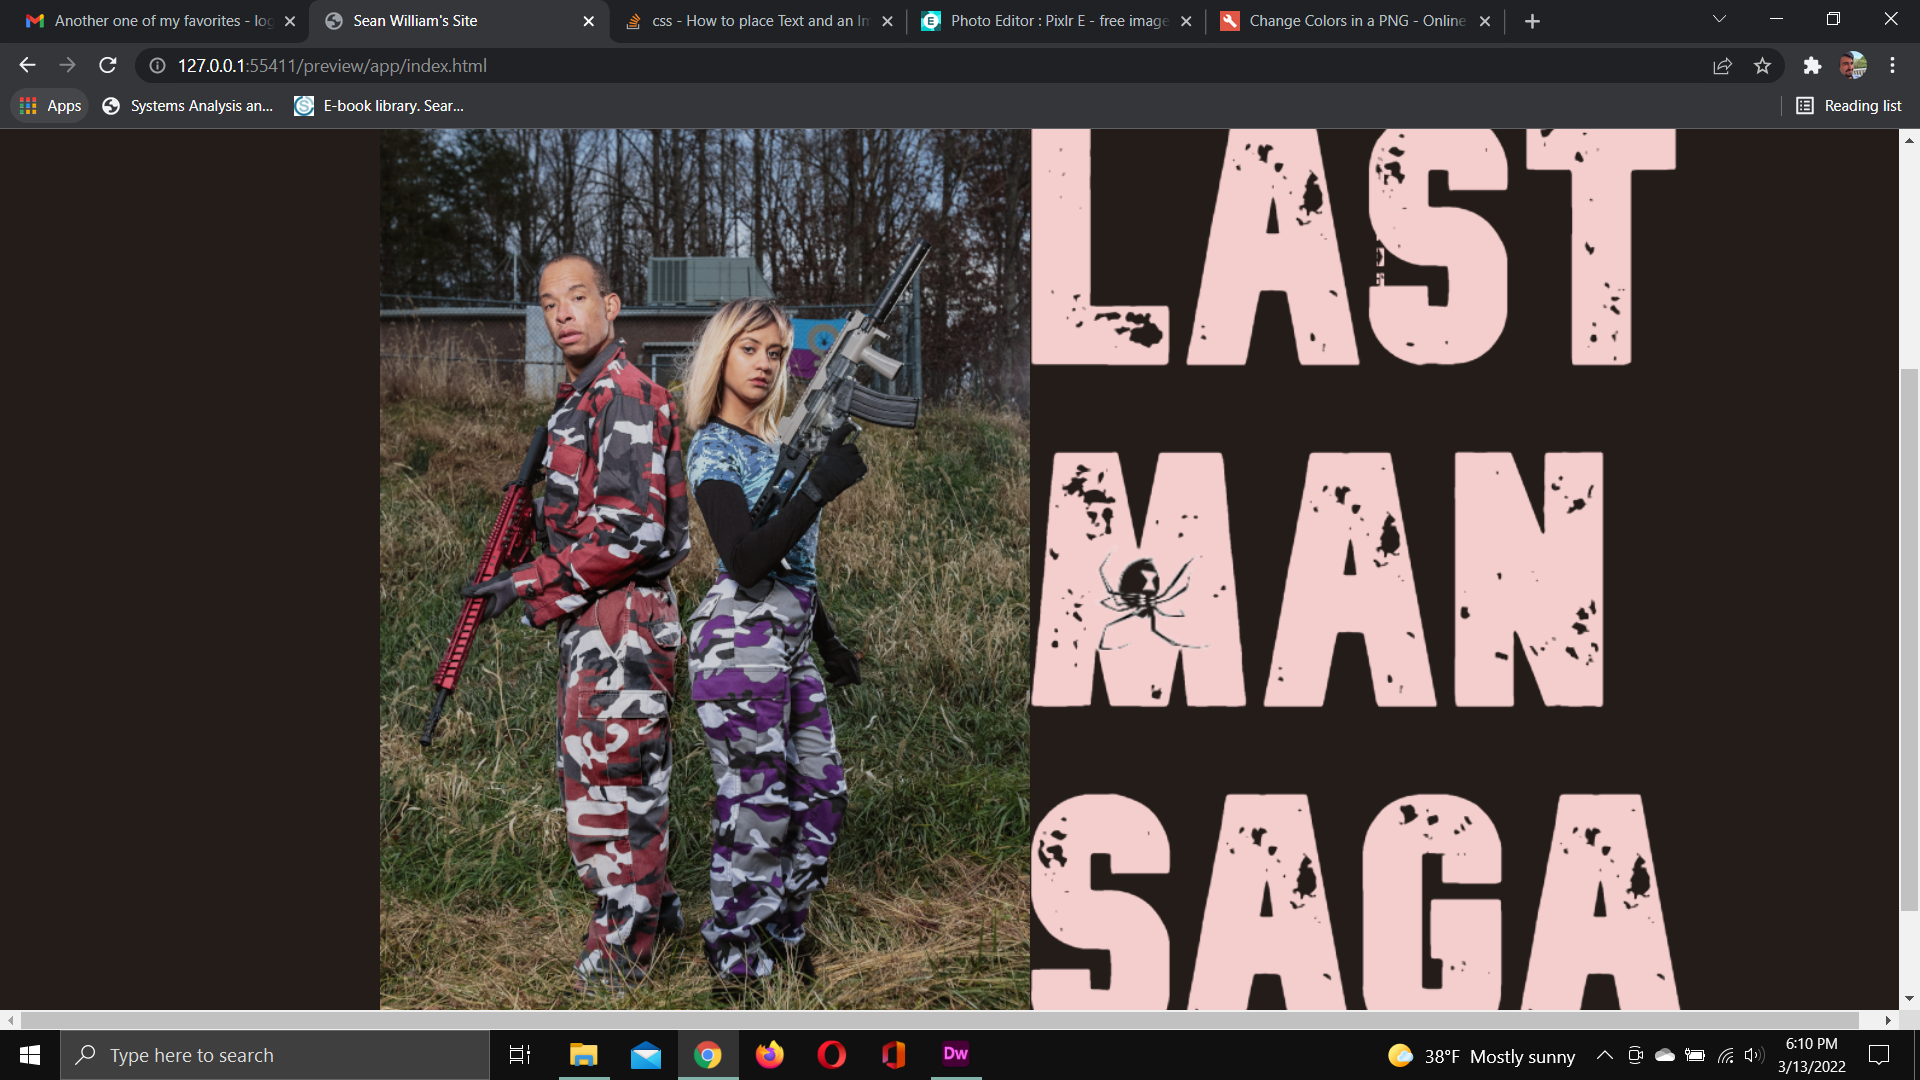 Another one of my favorites - log
Sean William's Site
css - How to place Text and an Im
Photo Editor : Pixlr E - free image
Change Colors in a PNG - Online
127.0.0.1:55411/preview/app/index.html
Apps
Systems Analysis an...
E-book library. Sear...
Reading list
LAST
MAN
SAGA
Type here to search
Dw
38°F Mostly sunny
6:10 PM
3/13/2022